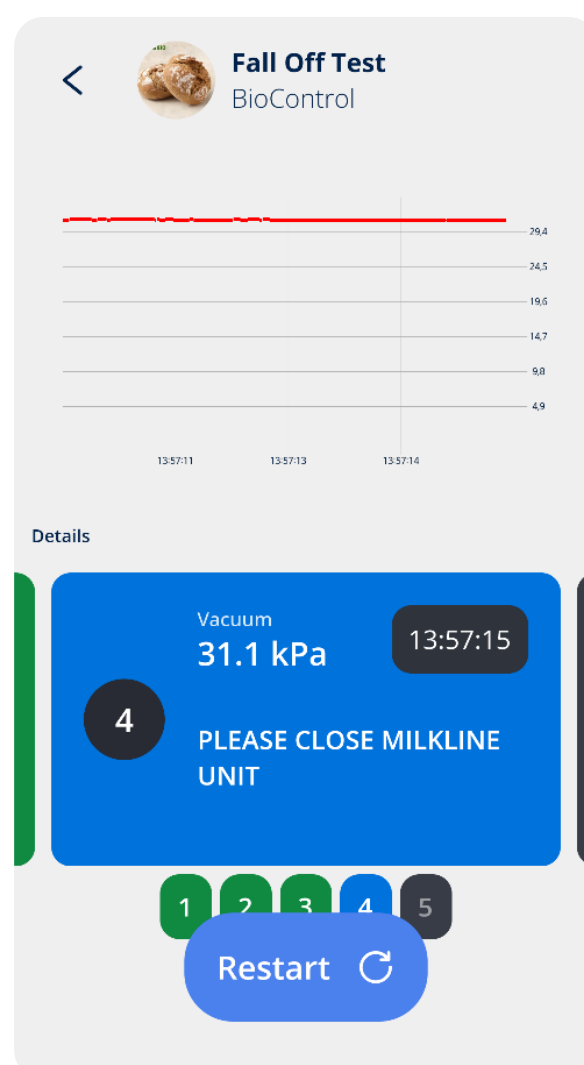 Fall Off Test
BioControl
29,4
24,5
19,6
14,7
9,8
4,9
13:57:11
13:57:13
13:57:14
Details
Vacuum
31.1 kPa
13:57:15
4
PLEASE CLOSE MILKLINE
UNIT
1
2
3
4
5
Restart